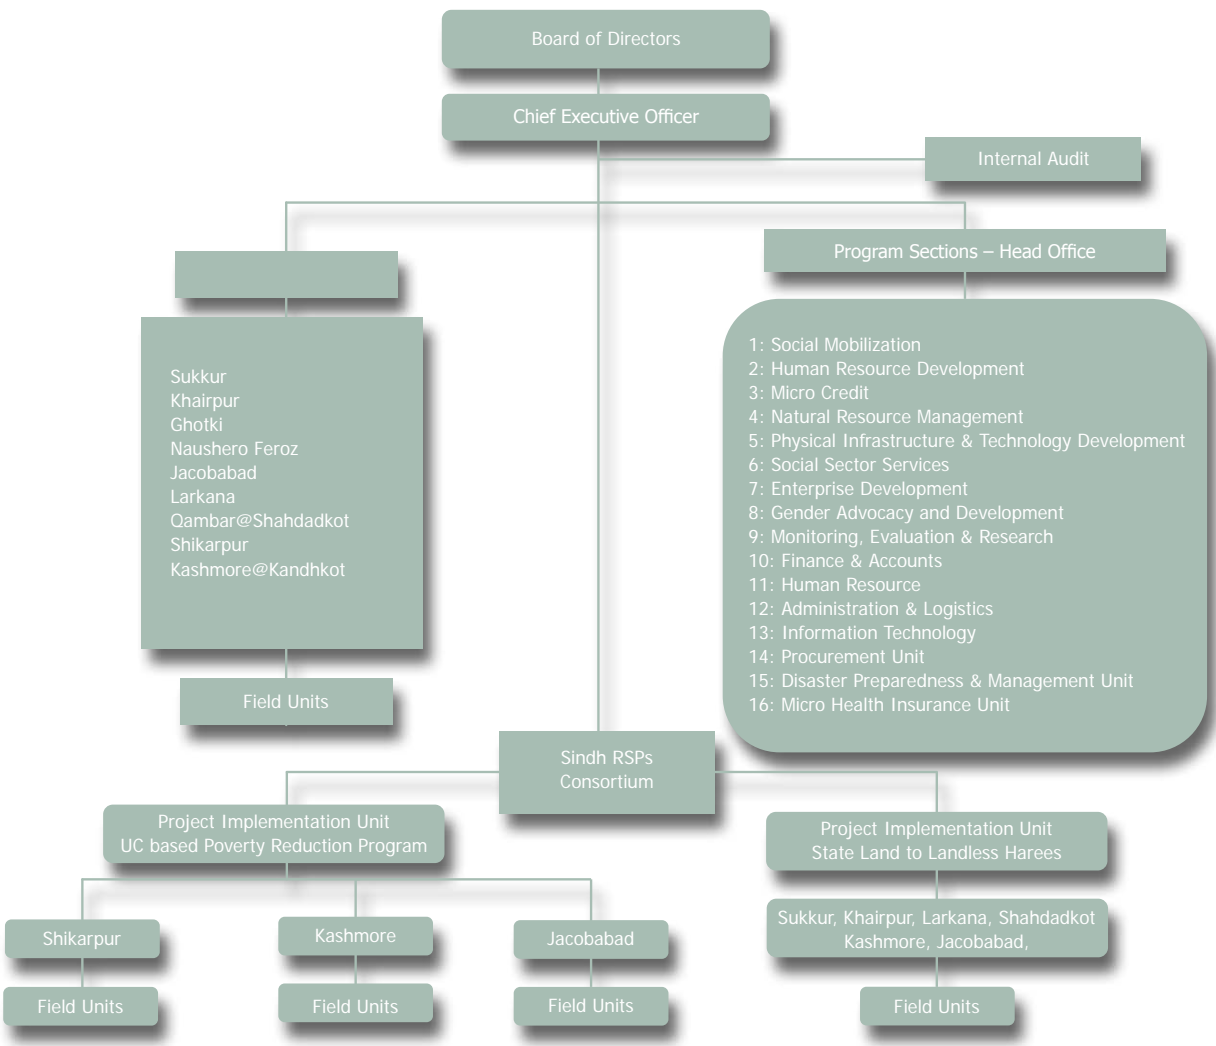 Board of Directors
Chief Executive Officer
Internal Audit
Program Sections – Head Office
Sukkur
Khairpur
Ghotki
Naushero Feroz
Jacobabad
Larkana
Qambar@Shahdadkot
Shikarpur
Kashmore@Kandhkot
Field Units
1: Social Mobilization
2: Human Resource Development
3: Micro Credit
4: Natural Resource Management
5: Physical Infrastructure & Technology Development
6: Social Sector Services
7: Enterprise Development
8: Gender Advocacy and Development
9: Monitoring, Evaluation & Research
10: Finance & Accounts
11: Human Resource
12: Administration & Logistics
13: Information Technology
14: Procurement Unit
15: Disaster Preparedness & Management Unit
16: Micro Health Insurance Unit
Sindh RSPs
Consortium
Project Implementation Unit
UC based Poverty Reduction Program
Shikarpur
Kashmore
Jacobabad
Field Units
Field Units
Field Units
Project Implementation Unit
State Land to Landless Harees
Sukkur, Khairpur, Larkana, Shahdadkot
Kashmore, Jacobabad,
Field Units